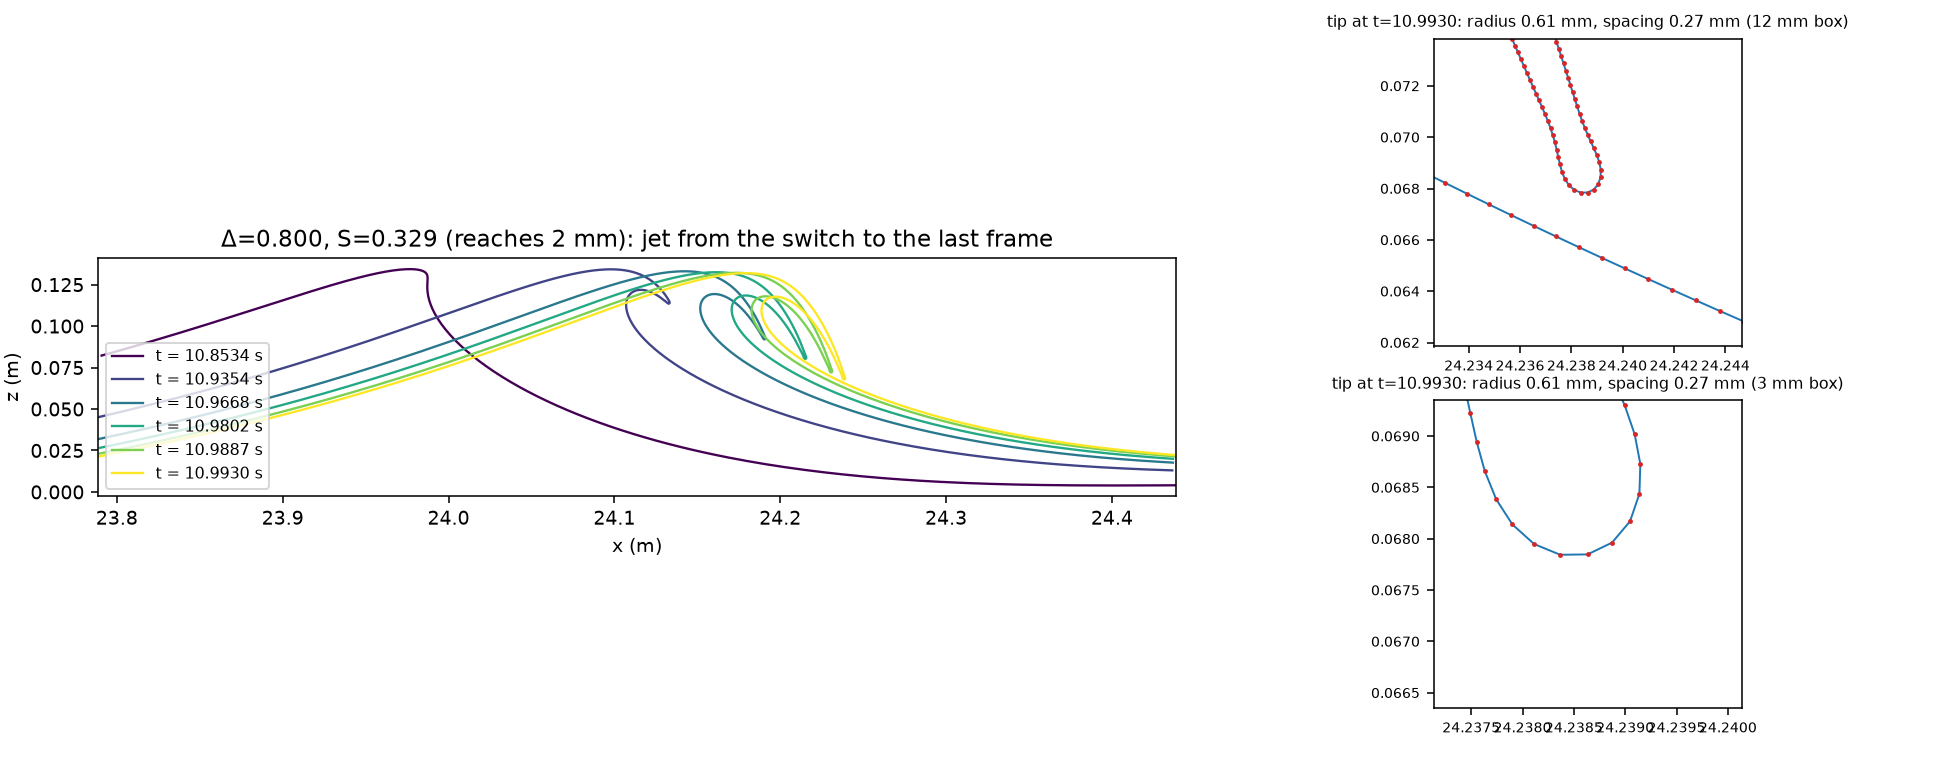 Δ=0.800, S=0.329 (reaches 2 mm): jet from the switch to the last frame
z (m)
0.125
0.100
0.075
0.050
0.025
0.000
t = 10.8534 s
t = 10.9354 s
t = 10.9668 s
t = 10.9802 s
t = 10.9887 s
t = 10.9930 s
23.8 23.9 24.0 24.1 24.2 24.3 24.4
x (m)
tip at t=10.9930: radius 0.61 mm, spacing 0.27 mm (12 mm box)
0.072
0.070
0.068
0.066
0.064
0.062
24.234 24.236 24.238 24.240 24.242 24.244
tip at t=10.9930: radius 0.61 mm, spacing 0.27 mm (3 mm box)
0.0690
0.0685
0.0680
0.0675
0.0670
0.0665
24.2375 24.2380 24.2385 24.2390 24.2395 24.2400